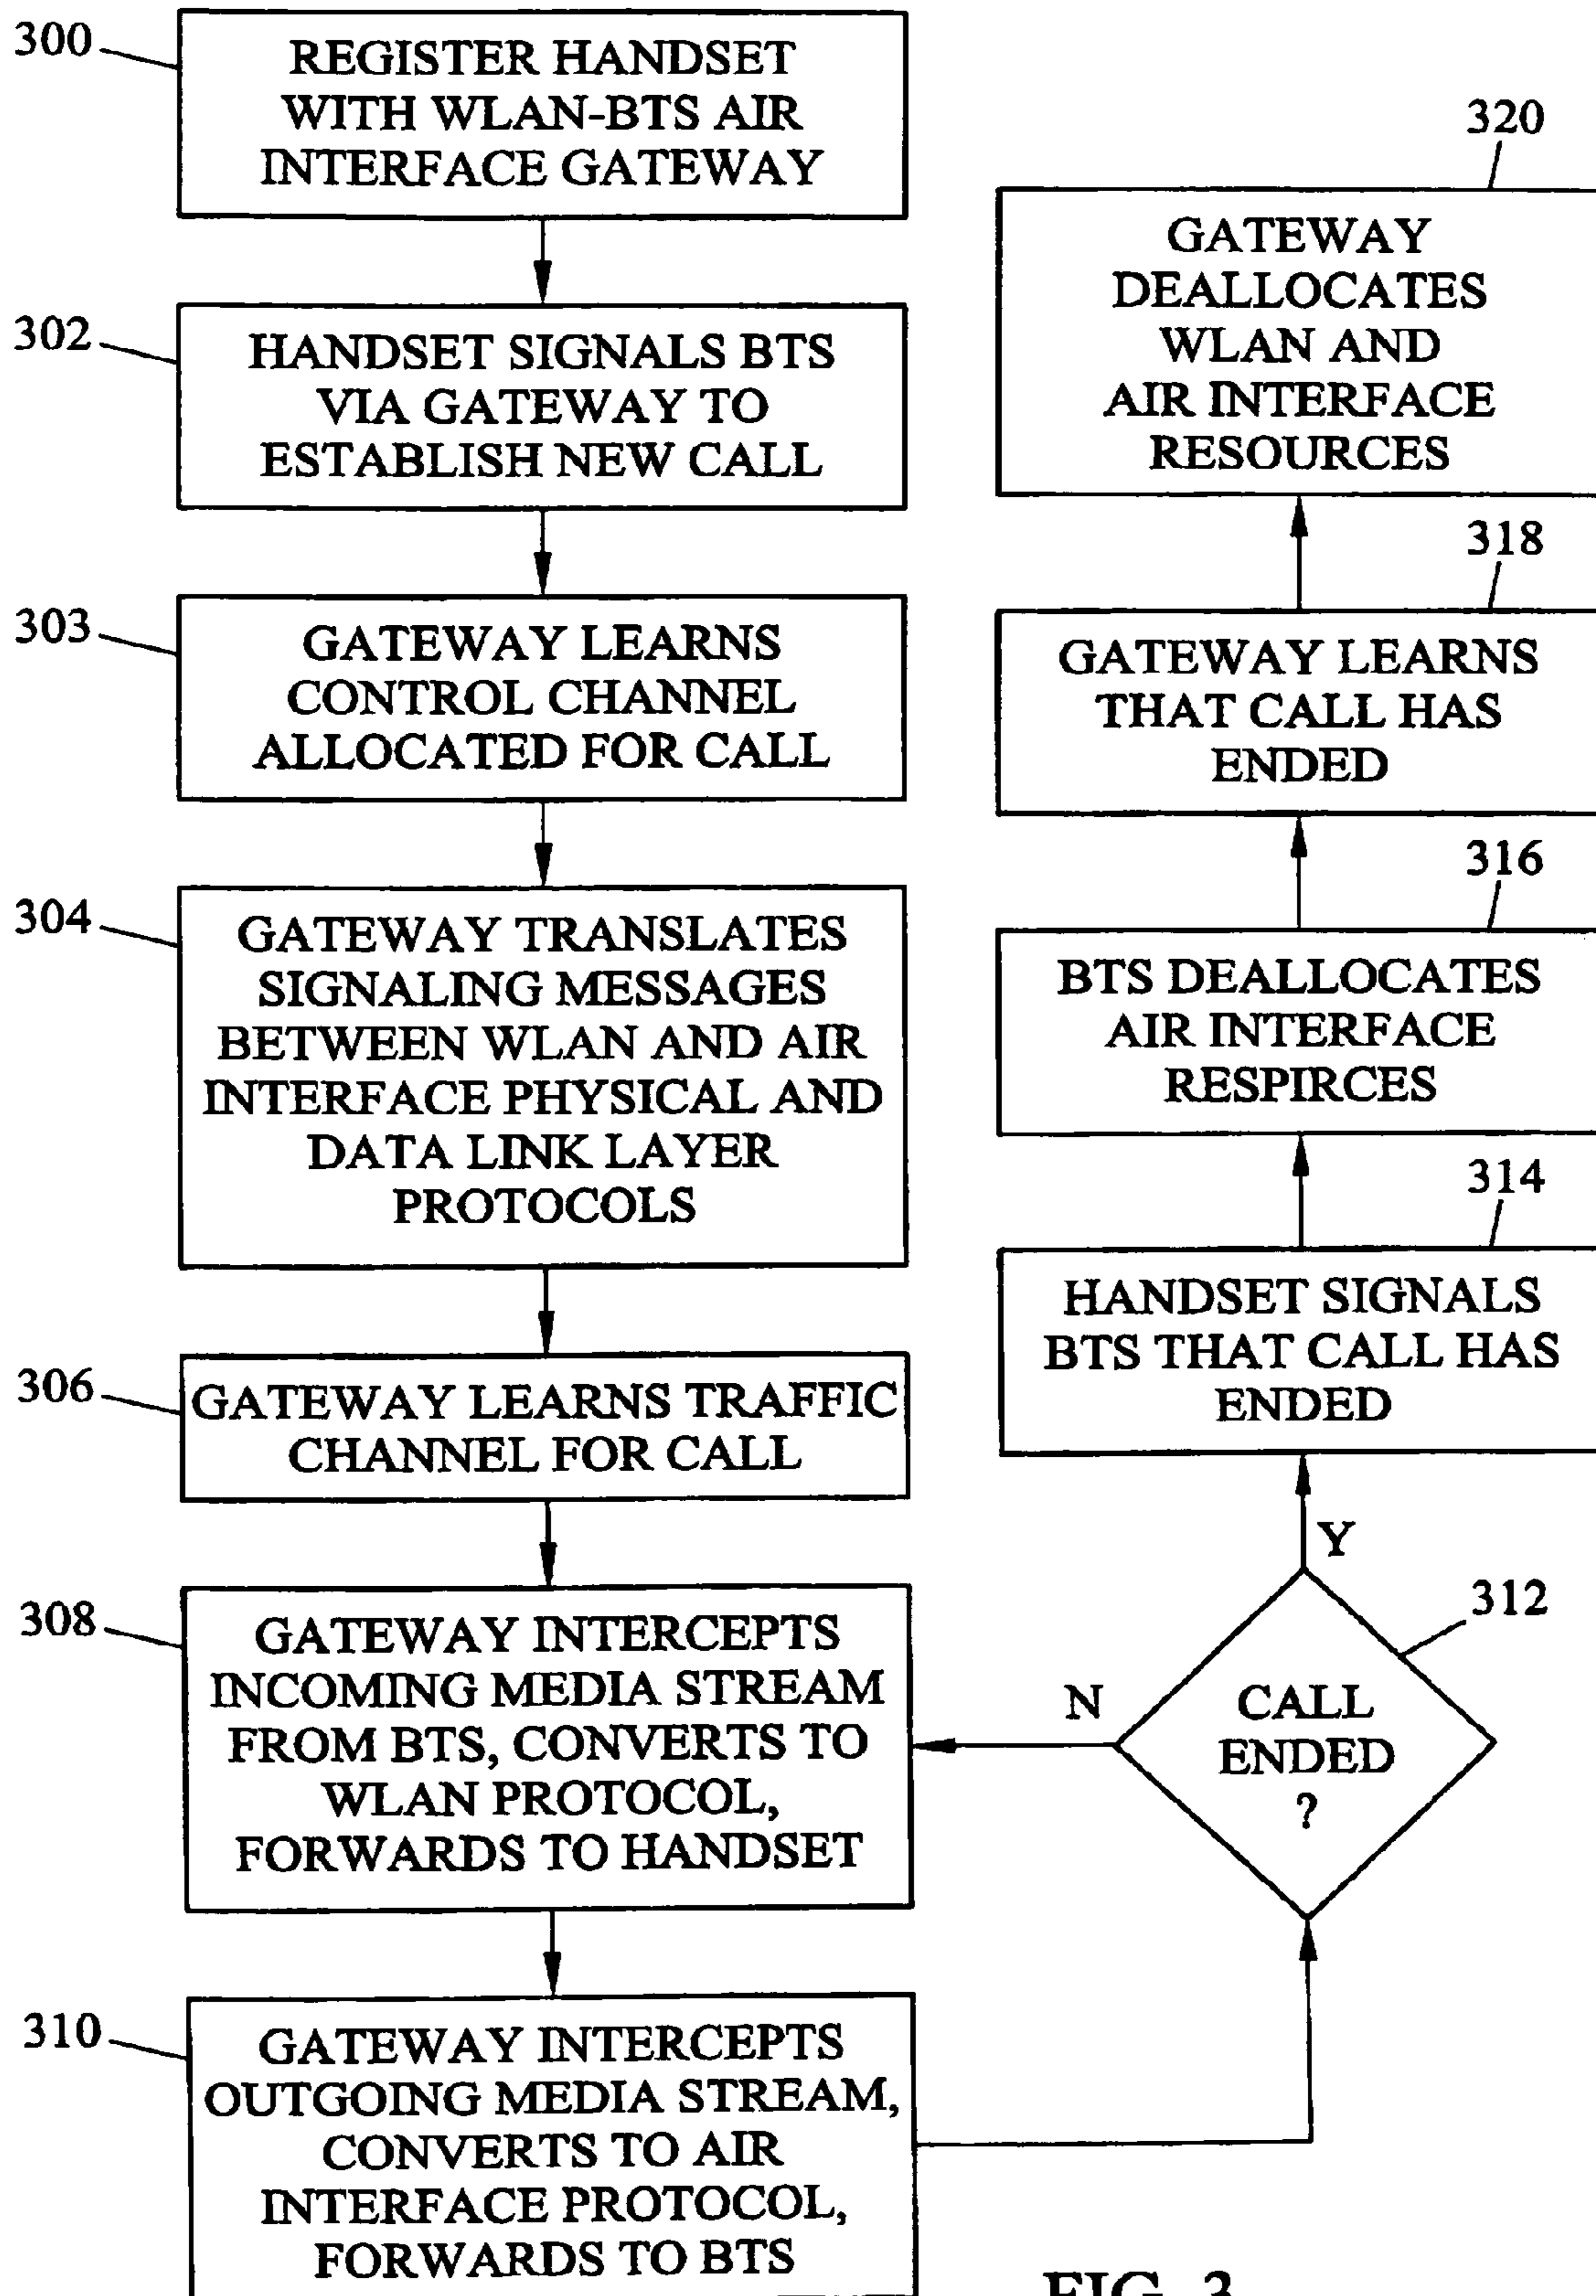 300
REGISTER HANDSET
WITH WLAN-BTS AIR
INTERFACE GATEWAY
302
HANDSET SIGNALS BTS
VIA GATEWAY TO
ESTABLISH NEW CALL
303
GATEWAY LEARNS
CONTROL CHANNEL
ALLOCATED FOR CALL
304
GATEWAY TRANSLATES
SIGNALING MESSAGES
BETWEEN WLAN AND AIR
INTERFACE PHYSICAL AND
DATA LINK LAYER
PROTOCOLS
306
GATEWAY LEARNS TRAFFIC
CHANNEL FOR CALL
308
GATEWAY INTERCEPTS
INCOMING MEDIA STREAM
FROM BTS, CONVERTS TO
WLAN PROTOCOL,
FORWARDS TO HANDSET
310
GATEWAY INTERCEPTS
OUTGOING MEDIA STREAM,
CONVERTS TO AIR
INTERFACE PROTOCOL,
FORWARDS TO BTS
312
CALL
ENDED
?
N
Y
314
HANDSET SIGNALS
BTS THAT CALL HAS
ENDED
316
BTS DEALLOCATES
AIR INTERFACE
RESPIRCES
318
GATEWAY LEARNS
THAT CALL HAS
ENDED
320
GATEWAY
DEALLOCATES
WLAN AND
AIR INTERFACE
RESOURCES
FIG. 3